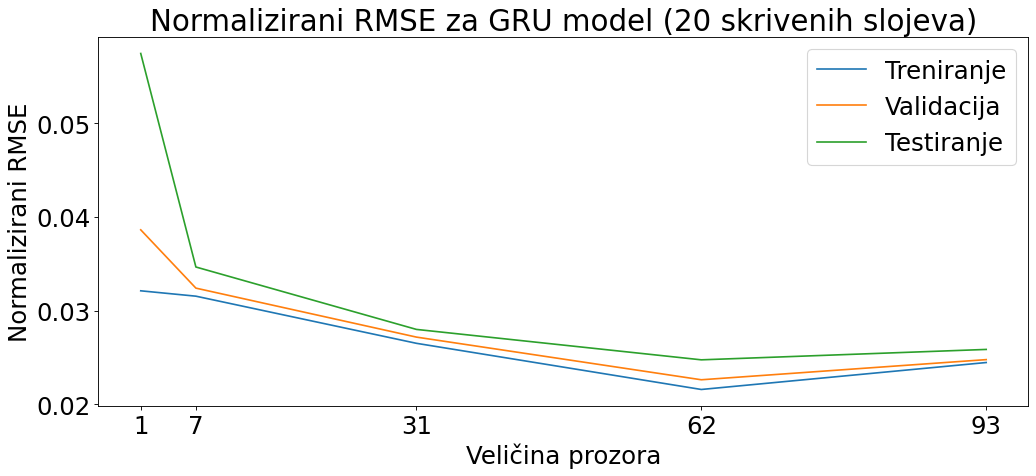 Normalizirani RMSE za GRU model (20 skrivenih slojeva)
Normalizirani RMSE
0.05
0.04
0.03
0.02
Treniranje
Validacija
Testiranje
1 7 31 62 93
Veličina prozora